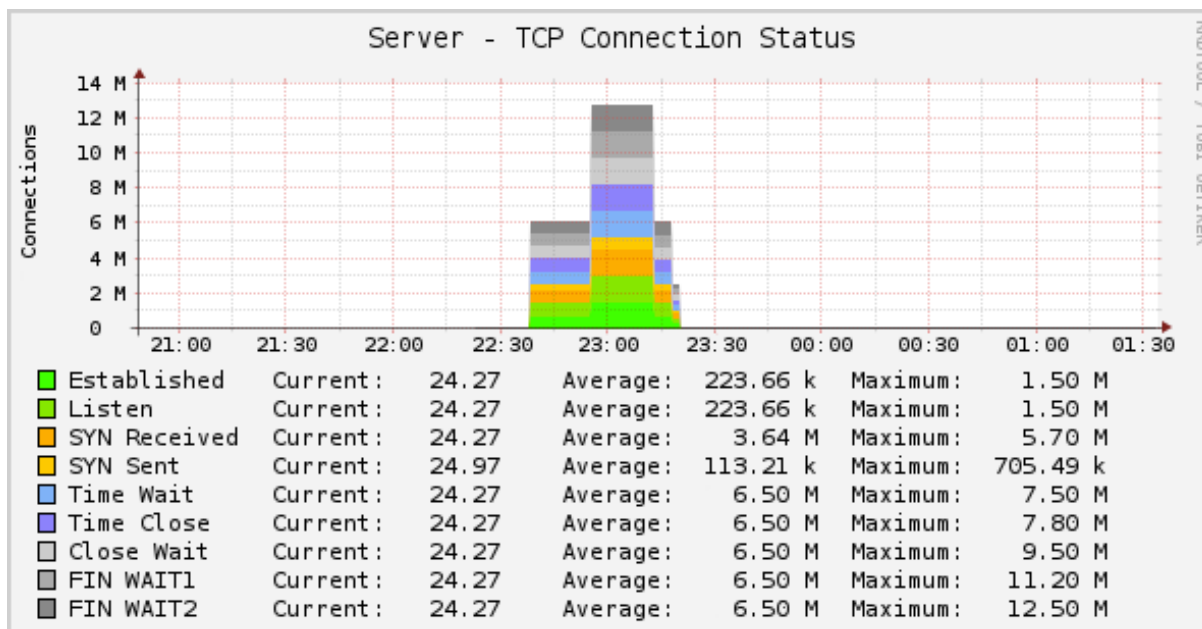 Server - TCP Connection Status
Connections
14 M
12 M
10 M
8 M
6 M
4 M
2 M
0
21:00 21:30 22:00 22:30 23:00 23:30 00:00 00:30 01:00 01:30
Established Current: 24.27 Average: 223.66 k Maximum: 1.50 M
Listen Current: 24.27 Average: 223.66 k Maximum: 1.50 M
SYN Received Current: 24.27 Average: 3.64 M Maximum: 5.70 M
SYN Sent Current: 24.97 Average: 113.21 k Maximum: 705.49 k
Time Wait Current: 24.27 Average: 6.50 M Maximum: 7.50 M
Time Close Current: 24.27 Average: 6.50 M Maximum: 7.80 M
Close Wait Current: 24.27 Average: 6.50 M Maximum: 9.50 M
FIN WAIT1 Current: 24.27 Average: 6.50 M Maximum: 11.20 M
FIN WAIT2 Current: 24.27 Average: 6.50 M Maximum: 12.50 M